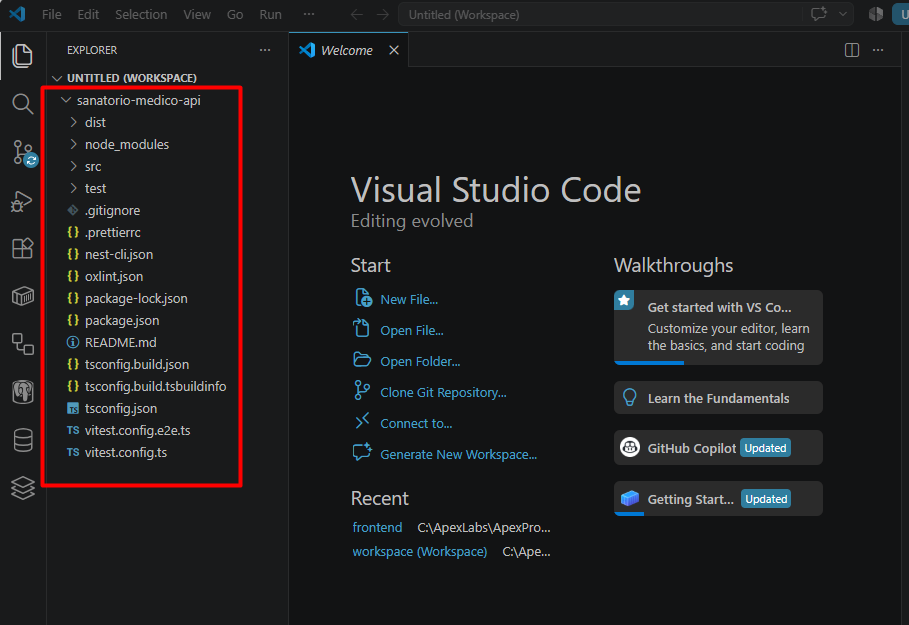 File Edit Selection View Go Run ··· Untitled (Workspace)
EXPLORER ···
UNTITLED (WORKSPACE)
sanatorio-medico-api
dist
node_modules
src
test
.gitignore
{} .prettierrc
{} nest-cli.json
{} oxlint.json
{} package-lock.json
{} package.json
README.md
{} tsconfig.build.json
{} tsconfig.build.tsbuildinfo
TS tsconfig.json
TS vitest.config.e2e.ts
TS vitest.config.ts
Welcome
Visual Studio Code
Editing evolved
Start
New File...
Open File...
Open Folder...
Clone Git Repository...
Connect to...
Generate New Workspace...
Recent
frontend C:\ApexLabs\ApexPro...
workspace (Workspace) C:\Ape...
Walkthroughs
Get started with VS Co...
Customize your editor, learn
the basics, and start coding
Learn the Fundamentals
GitHub Copilot Updated
Getting Start... Updated